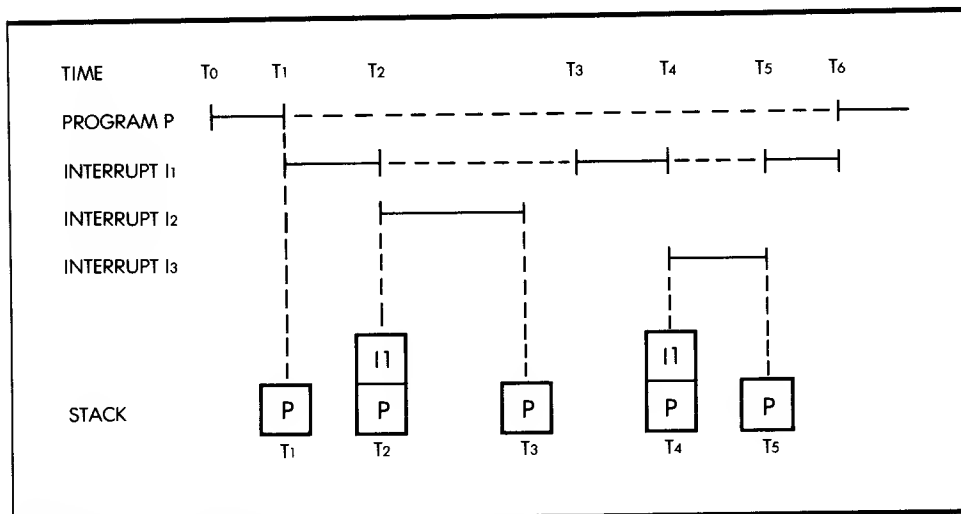 TIME T0 T1 T2 T3 T4 T5 T6
PROGRAM P
INTERRUPT I1
INTERRUPT I2
INTERRUPT I3
I1 I1
STACK P P P P P
T1 T2 T3 T4 T5